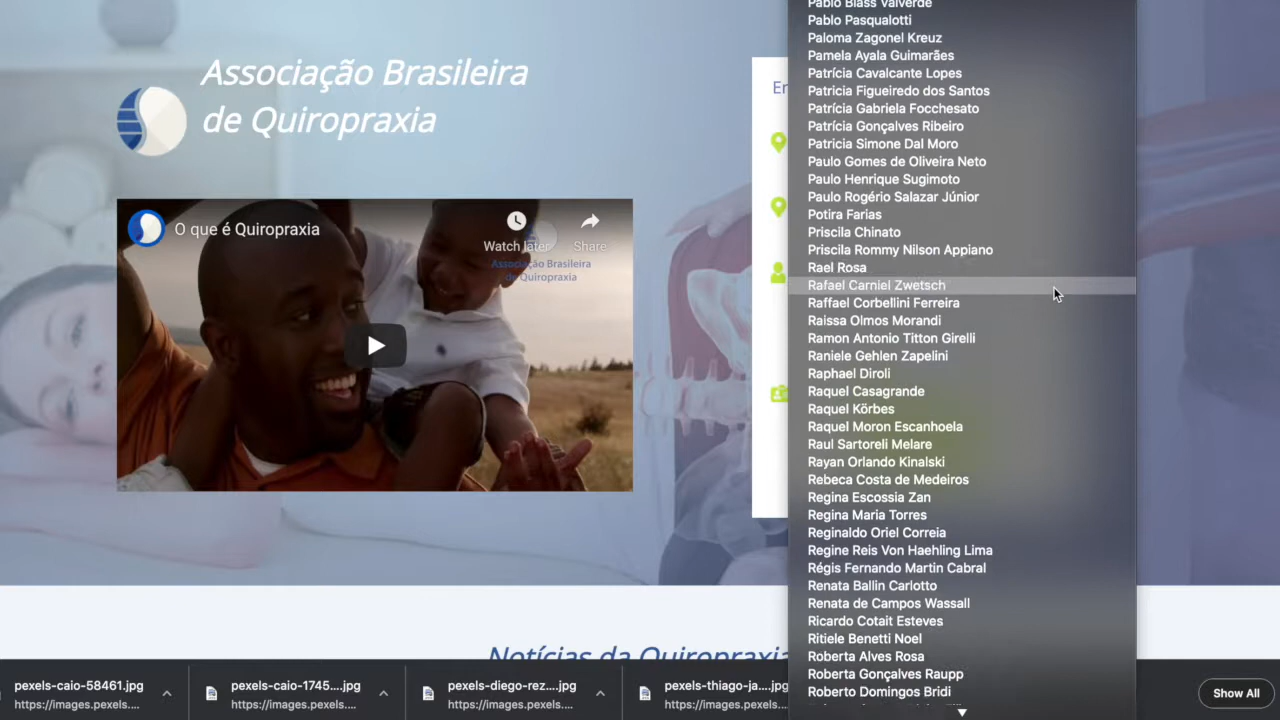 Associação Brasileira
de Quiropraxia
O que é Quiropraxia
Watch later
Share
Associação Brasileira
de Quiropraxia
En
Pablo Blass Valverde
Pablo Pasqualotti
Paloma Zagonel Kreuz
Pamela Ayala Guimarães
Patrícia Cavalcante Lopes
Patricia Figueiredo dos Santos
Patrícia Gabriela Focchesato
Patrícia Gonçalves Ribeiro
Patricia Simone Dal Moro
Paulo Gomes de Oliveira Neto
Paulo Henrique Sugimoto
Paulo Rogério Salazar Júnior
Potira Farias
Priscila Chinato
Priscila Rommy Nilson Appiano
Rael Rosa
Rafael Carniel Zwetsch
Raffael Corbellini Ferreira
Raissa Olmos Morandi
Ramon Antonio Titton Girelli
Raniele Gehlen Zapelini
Raphael Diroli
Raquel Casagrande
Raquel Körbes
Raquel Moron Escanhoela
Raul Sartoreli Melare
Rayan Orlando Kinalski
Rebeca Costa de Medeiros
Regina Escossia Zan
Regina Maria Torres
Reginaldo Oriel Correia
Regine Reis Von Haehling Lima
Régis Fernando Martin Cabral
Renata Ballin Carlotto
Renata de Campos Wassall
Ricardo Cotait Esteves
Ritiele Benetti Noel
Roberta Alves Rosa
Roberta Gonçalves Raupp
Roberto Domingos Bridi
Notícias da Quiropraxia
pexels-caio-58461.jpg
https://images.pexels....
pexels-caio-1745....jpg
https://images.pexels....
pexels-diego-rez....jpg
https://images.pexels....
pexels-thiago-ja....jpg
https://images.pexels....
Show All